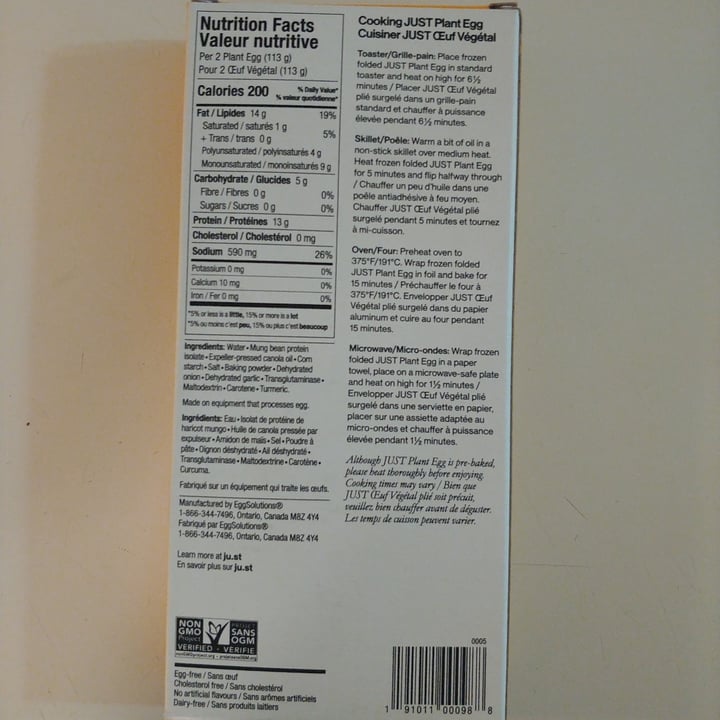 Nutrition Facts
Valeur nutritive
Per 2 Plant Egg (113 g)
Pour 2 Œuf Végétal (113 g)
Calories 200 % Daily Value*
% valeur quotidienne*
Fat / Lipides 14 g 19%
Saturated / saturés 1 g
+ Trans / trans 0 g 5%
Polyunsaturated / polyinsaturés 4 g
Monounsaturated / monoinsaturés 9 g
Carbohydrate / Glucides 5 g
Fibre / Fibres 0 g 0%
Sugars / Sucres 0 g 0%
Protein / Protéines 13 g
Cholesterol / Cholestérol 0 mg
Sodium 590 mg 26%
Potassium 0 mg 0%
Calcium 10 mg 0%
Iron / Fer 0 mg 0%
*5% or less is a little, 15% or more is a lot
*5% ou moins c'est peu, 15% ou plus c'est beaucoup
Ingredients: Water • Mung bean protein
isolate • Expeller-pressed canola oil • Corn
starch • Salt • Baking powder • Dehydrated
onion • Dehydrated garlic • Transglutaminase •
Maltodextrin • Carotene • Turmeric.
Made on equipment that processes egg.
Ingrédients: Eau • Isolat de protéine de
haricot mungo • Huile de canola pressée par
expulseur • Amidon de maïs • Sel • Poudre à
pâte • Oignon déshydraté • Ail déshydraté •
Transglutaminase • Maltodextrine • Carotène •
Curcuma.
Fabriqué sur un équipement qui traite les œufs.
Manufactured by EggSolutions®
1-866-344-7496, Ontario, Canada M8Z 4Y4
Fabriqué par EggSolutions®
1-866-344-7496, Ontario, Canada M8Z 4Y4
Learn more at ju.st
En savoir plus sur ju.st
NON
GMO
Project
VERIFIED
PROJET
SANS
OGM
VERIFIÉ
nonGMOproject.org • projetsansOGM.org
Egg-free / Sans œuf
Cholesterol free / Sans cholestérol
No artificial flavours / Sans arômes artificiels
Dairy-free / Sans produits laitiers
Cooking JUST Plant Egg
Cuisiner JUST Œuf Végétal
Toaster/Grille-pain: Place frozen
folded JUST Plant Egg in standard
toaster and heat on high for 6½
minutes / Placer JUST Œuf Végétal
plié surgelé dans un grille-pain
standard et chauffer à puissance
élevée pendant 6½ minutes.
Skillet/Poêle: Warm a bit of oil in a
non-stick skillet over medium heat.
Heat frozen folded JUST Plant Egg
for 5 minutes and flip halfway through
/ Chauffer un peu d'huile dans une
poêle antiadhésive à feu moyen.
Chauffer JUST Œuf Végétal plié
surgelé pendant 5 minutes et tournez
à mi-cuisson.
Oven/Four: Preheat oven to
375°F/191°C. Wrap frozen folded
JUST Plant Egg in foil and bake for
15 minutes / Préchauffer le four à
375°F/191°C. Envelopper JUST Œuf
Végétal plié surgelé dans du papier
aluminum et cuire au four pendant
15 minutes.
Microwave/Micro-ondes: Wrap frozen
folded JUST Plant Egg in a paper
towel, place on a microwave-safe plate
and heat on high for 1½ minutes /
Envelopper JUST Œuf Végétal plié
surgelé dans une serviette en papier,
placer sur une assiette adaptée au
micro-ondes et chauffer à puissance
élevée pendant 1½ minutes.
Although JUST Plant Egg is pre-baked,
please heat thoroughly before enjoying.
Cooking times may vary / Bien que
JUST Œuf Végétal plié soit précuit,
veuillez bien chauffer avant de déguster.
Les temps de cuisson peuvent varier.
0005
1 91011 00098 8